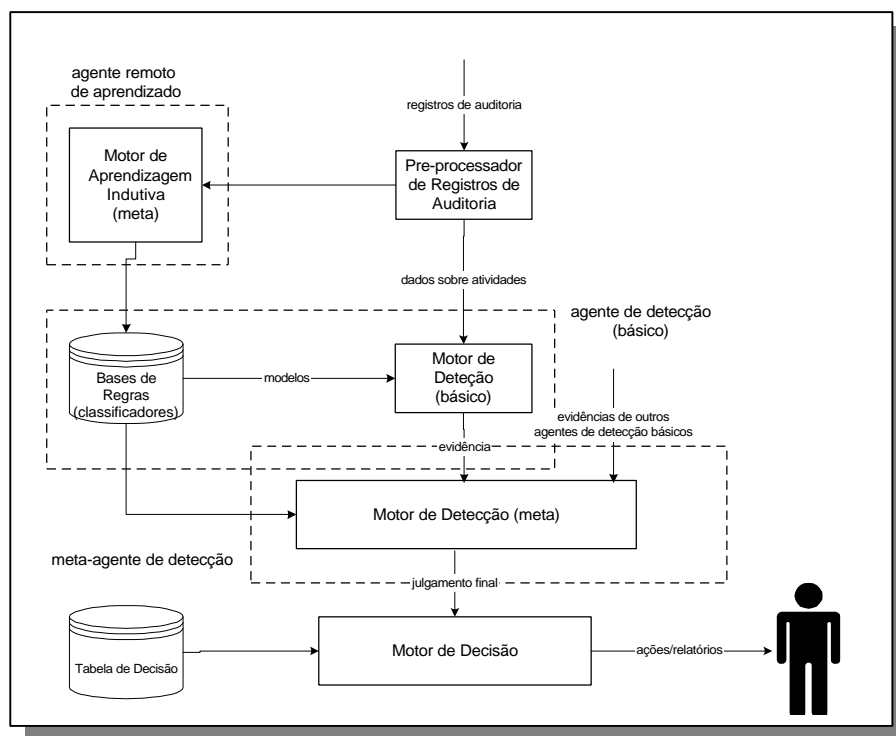 agente remoto
de aprendizado
registros de auditoria
Motor de
Aprendizagem
Indutiva
(meta)
Pre-processador
de Registros de
Auditoria
dados sobre atividades
agente de detecção
(básico)
Bases de
Regras
(classificadores)
modelos
Motor de
Deteção
(básico)
evidências de outros
agentes de detecção básicos
evidência
Motor de Detecção (meta)
meta-agente de detecção
julgamento final
Tabela de Decisão
Motor de Decisão
ações/relatórios